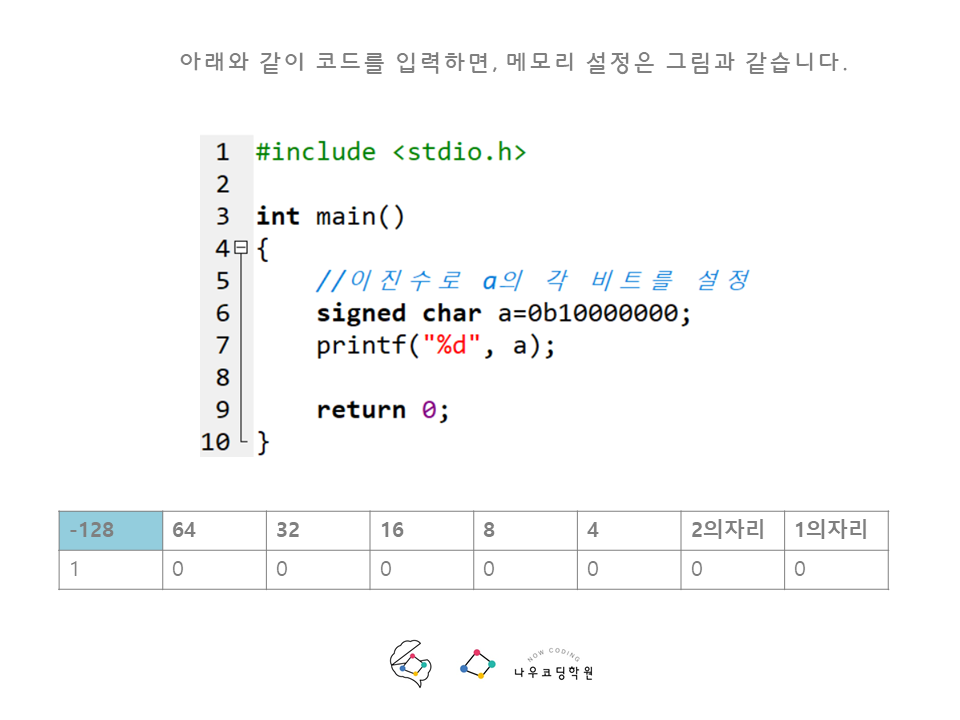 아래와 같이 코드를 입력하면, 메모리 설정은 그림과 같습니다.
1 #include <stdio.h>
2
3 int main()
4 {
5 //이진수로 a의 각 비트를 설정
6 signed char a=0b10000000;
7 printf("%d", a);
8
9 return 0;
10 }
-128 64 32 16 8 4 2의자리 1의자리
1 0 0 0 0 0 0 0
NOW CODING
나우코딩학원